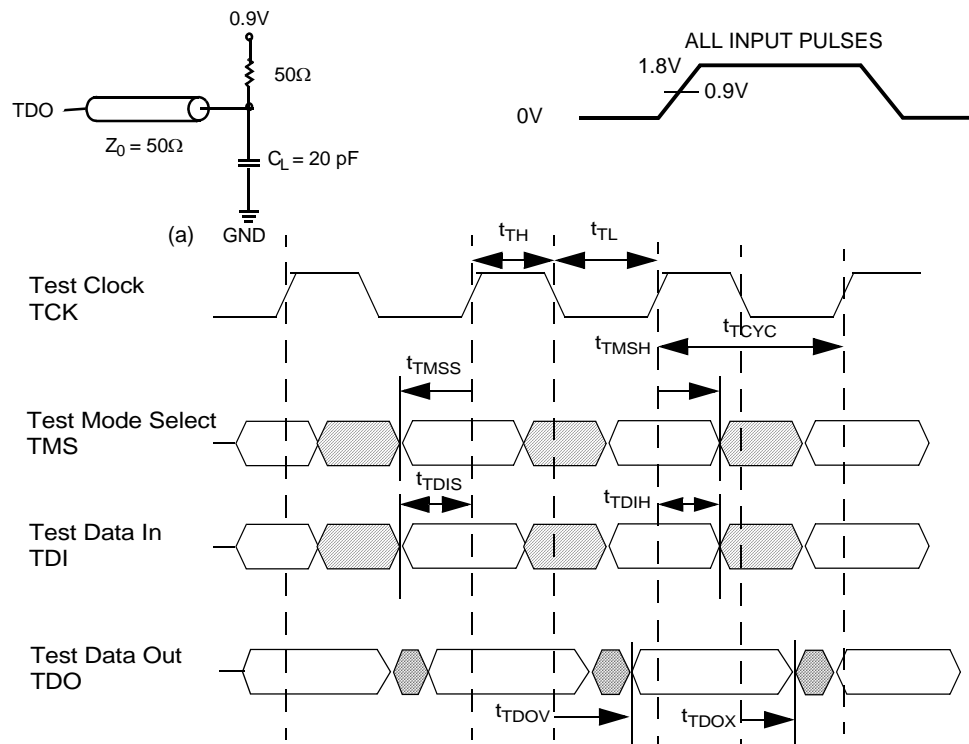 0.9V
50Ω
TDO
Z0 = 50Ω
CL = 20 pF
(a)
GND
ALL INPUT PULSES
1.8V
0.9V
0V
tTH
tTL
Test Clock
TCK
tTCYC
tTMSH
tTMSS
Test Mode Select
TMS
tTDIS
tTDIH
Test Data In
TDI
Test Data Out
TDO
tTDOV
tTDOX